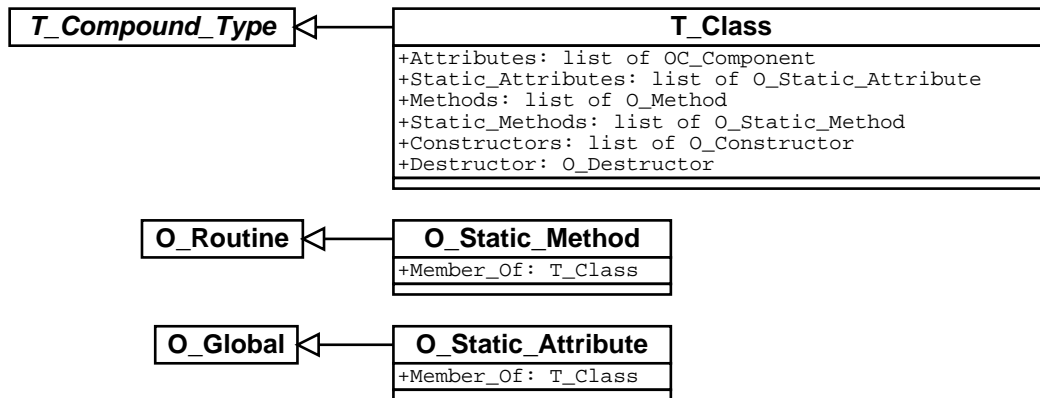 T_Compound_Type
T_Class
+Attributes: list of OC_Component
+Static_Attributes: list of O_Static_Attribute
+Methods: list of O_Method
+Static_Methods: list of O_Static_Method
+Constructors: list of O_Constructor
+Destructor: O_Destructor
O_Routine
O_Static_Method
+Member_Of: T_Class
O_Global
O_Static_Attribute
+Member_Of: T_Class